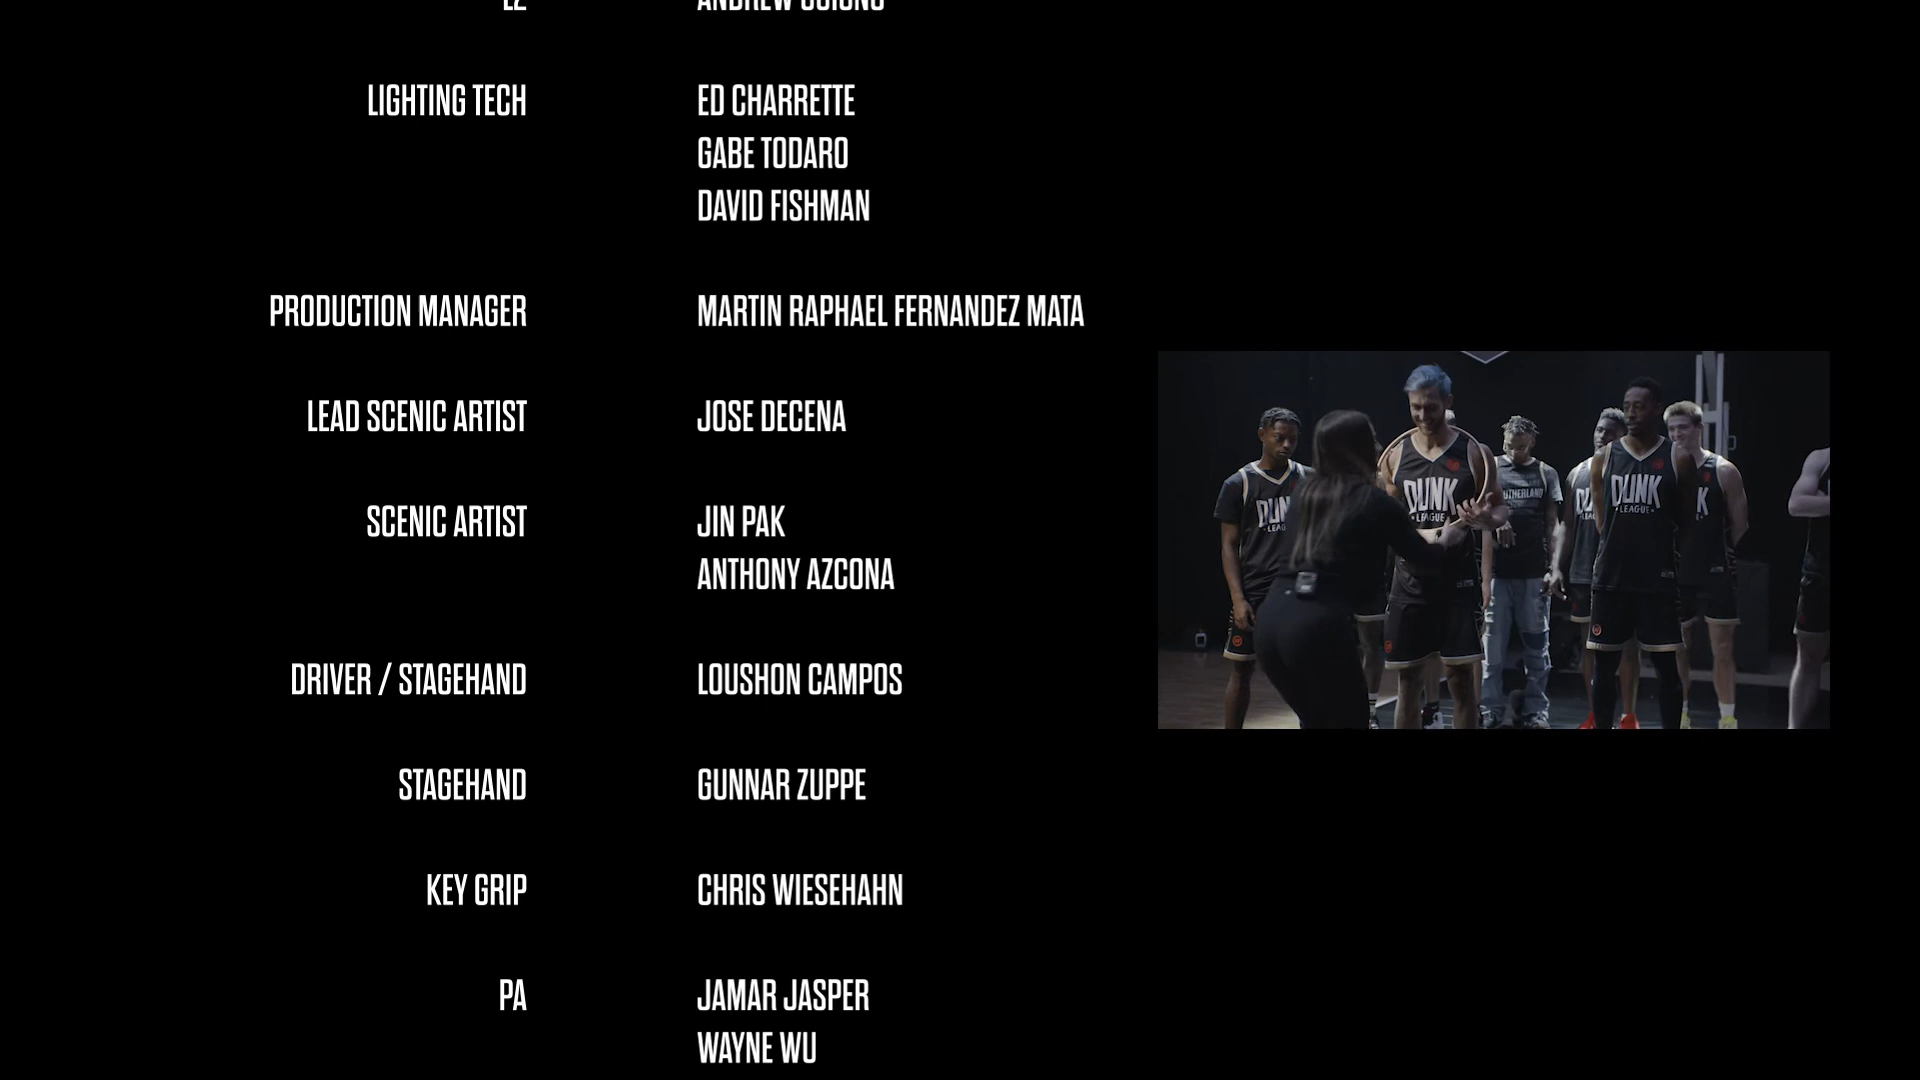 L2
LIGHTING TECH ED CHARRETTE
GABE TODARO
DAVID FISHMAN
PRODUCTION MANAGER MARTIN RAPHAEL FERNANDEZ MATA
LEAD SCENIC ARTIST JOSE DECENA
SCENIC ARTIST JIN PAK
ANTHONY AZCONA
DRIVER / STAGEHAND LOUSHON CAMPOS
STAGEHAND GUNNAR ZUPPE
KEY GRIP CHRIS WIESEHAHN
PA JAMAR JASPER
WAYNE WU
DUNK
LEAGUE
DUNK
LEAGUE